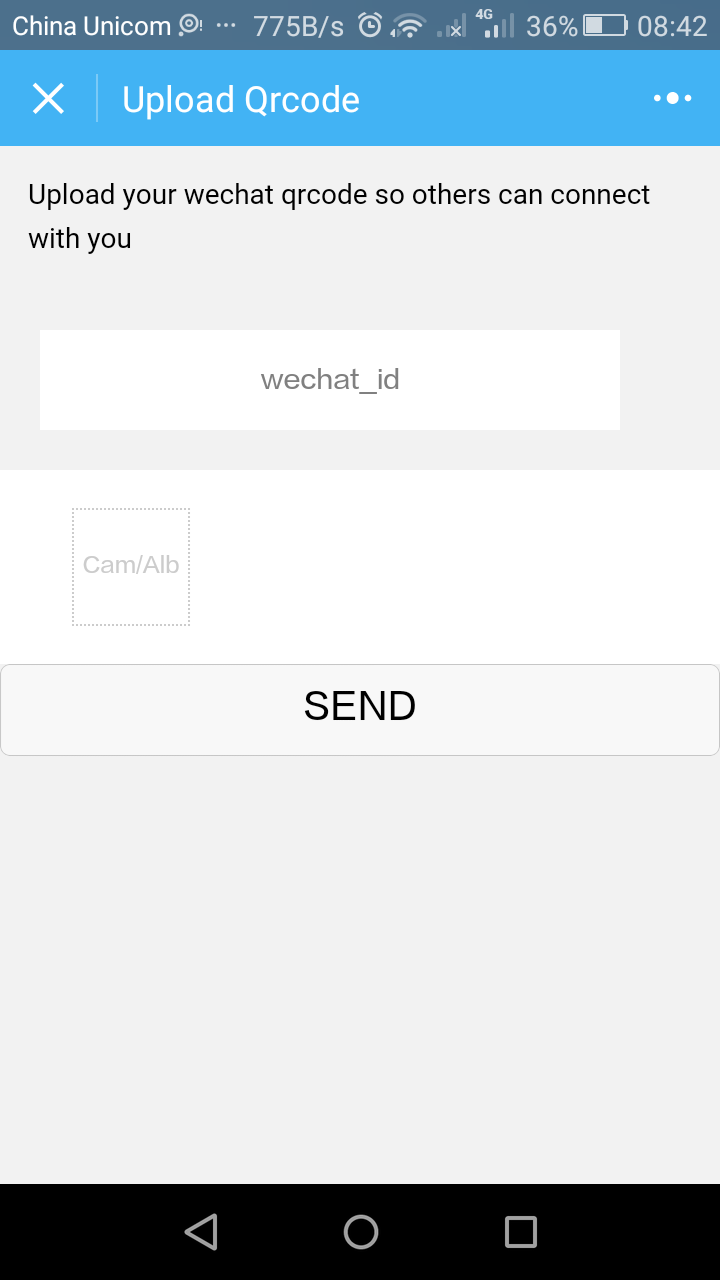 China Unicom ··· 775B/s 4G 36% 08:42
Upload Qrcode
Upload your wechat qrcode so others can connect
with you
wechat_id
Cam/Alb
SEND